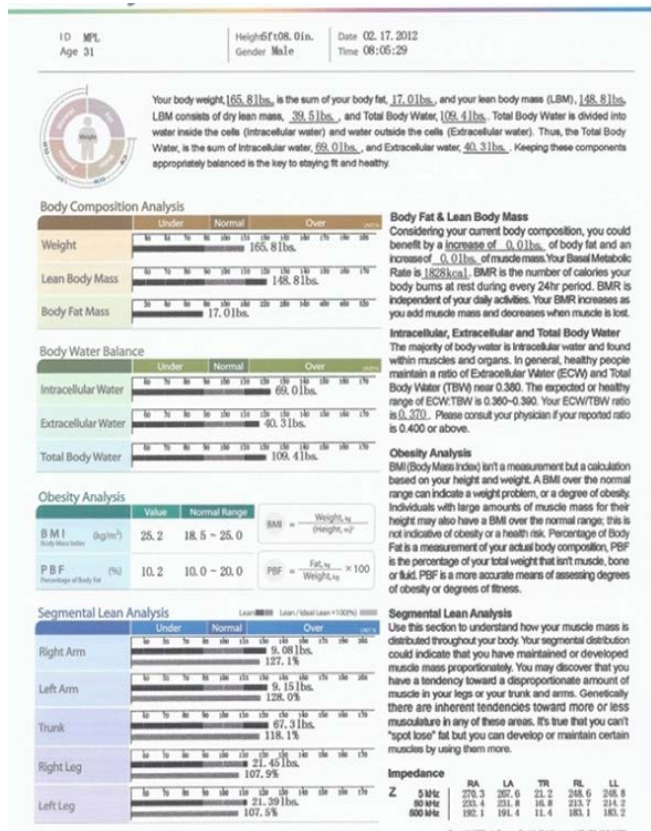 ID MPL
Age 31
Height 5ft08.0in.
Gender Male
Date 02.17.2012
Time 08:05:29
Your body weight, 165.8lbs, is the sum of your body fat, 17.0lbs., and your lean body mass (LBM), 148.8lbs.
LBM consists of dry lean mass, 39.5lbs., and Total Body Water, 109.4lbs.. Total Body Water is divided into
water inside the cells (Intracellular water) and water outside the cells (Extracellular water). Thus, the Total Body
Water, is the sum of Intracellular water, 69.0lbs., and Extracellular water, 40.3lbs.. Keeping these components
appropriately balanced is the key to staying fit and healthy.
Weight
Body Composition Analysis
Under Normal Over
Weight
165.8lbs.
Lean Body Mass
148.8lbs.
Body Fat Mass
17.0lbs.
Body Water Balance
Under Normal Over
Intracellular Water
69.0lbs.
Extracellular Water
40.3lbs.
Total Body Water
109.4lbs.
Obesity Analysis
Value Normal Range
BMI (kg/m²) 25.2 18.5 ~ 25.0
Body Mass Index
BMI = Weight, kg / (Height, m)²
PBF (%) 10.2 10.0 ~ 20.0
Percentage of Body Fat
PBF = Fat, kg / Weight, kg ×100
Segmental Lean Analysis
Lean Lean / Ideal Lean ×100(%)
Under Normal Over
Right Arm
9.08lbs.
127.1%
Left Arm
9.15lbs.
128.0%
Trunk
67.3lbs.
118.1%
Right Leg
21.45lbs.
107.9%
Left Leg
21.39lbs.
107.5%
Body Fat & Lean Body Mass
Considering your current body composition, you could
benefit by a increase of 0.0lbs. of body fat and an
increase of 0.0lbs. of muscle mass. Your Basal Metabolic
Rate is 1828kcal. BMR is the number of calories your
body burns at rest during every 24hr period. BMR is
independent of your daily activities. Your BMR increases as
you add muscle mass and decreases when muscle is lost.
Intracellular, Extracellular and Total Body Water
The majority of body water is Intracellular water and found
within muscles and organs. In general, healthy people
maintain a ratio of Extracellular Water (ECW) and Total
Body Water (TBW) near 0.380. The expected or healthy
range of ECW:TBW is 0.360~0.390. Your ECW/TBW ratio
is 0.370. Please consult your physician if your reported ratio
is 0.400 or above.
Obesity Analysis
BMI (Body Mass Index) isn't a measurement but a calculation
based on your height and weight. A BMI over the normal
range can indicate a weight problem, or a degree of obesity.
Individuals with large amounts of muscle mass for their
height may also have a BMI over the normal range; this is
not indicative of obesity or a health risk. Percentage of Body
Fat is a measurement of your actual body composition, PBF
is the percentage of your total weight that isn't muscle, bone
or fluid. PBF is a more accurate means of assessing degrees
of obesity or degrees of fitness.
Segmental Lean Analysis
Use this section to understand how your muscle mass is
distributed throughout your body. Your segmental distribution
could indicate that you have maintained or developed
muscle mass proportionately. You may discover that you
have a tendency toward a disproportionate amount of
muscle in your legs or your trunk and arms. Genetically
there are inherent tendencies toward more or less
musculature in any of these areas. It's true that you can't
"spot lose" fat but you can develop or maintain certain
muscles by using them more.
Impedance
RA LA TR RL LL
Z 5 kHz 270.3 267.6 21.2 248.6 248.8
50 kHz 233.4 231.8 16.8 213.7 214.2
500 kHz 192.1 191.4 11.4 183.1 183.2